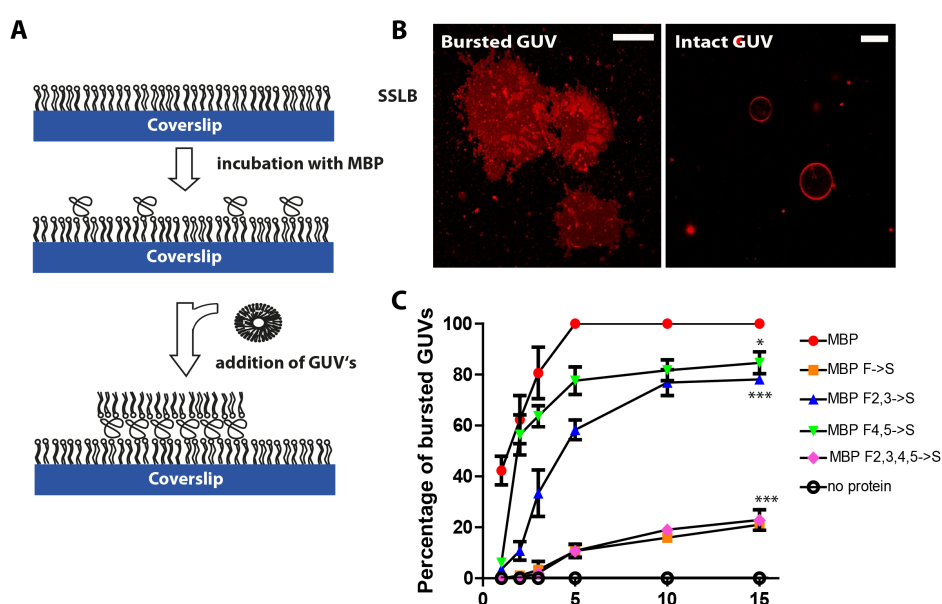 A
Coverslip
incubation with MBP
Coverslip
addition of GUV‘s
Coverslip
B
SSLB
Bursted GUV
Intact GUV
C
Percentage of bursted GUVs
100
80
60
40
20
0
0
5
10
15
*
***
***
MBP
MBP F->S
MBP F2,3->S
MBP F4,5->S
MBP F2,3,4,5->S
no protein